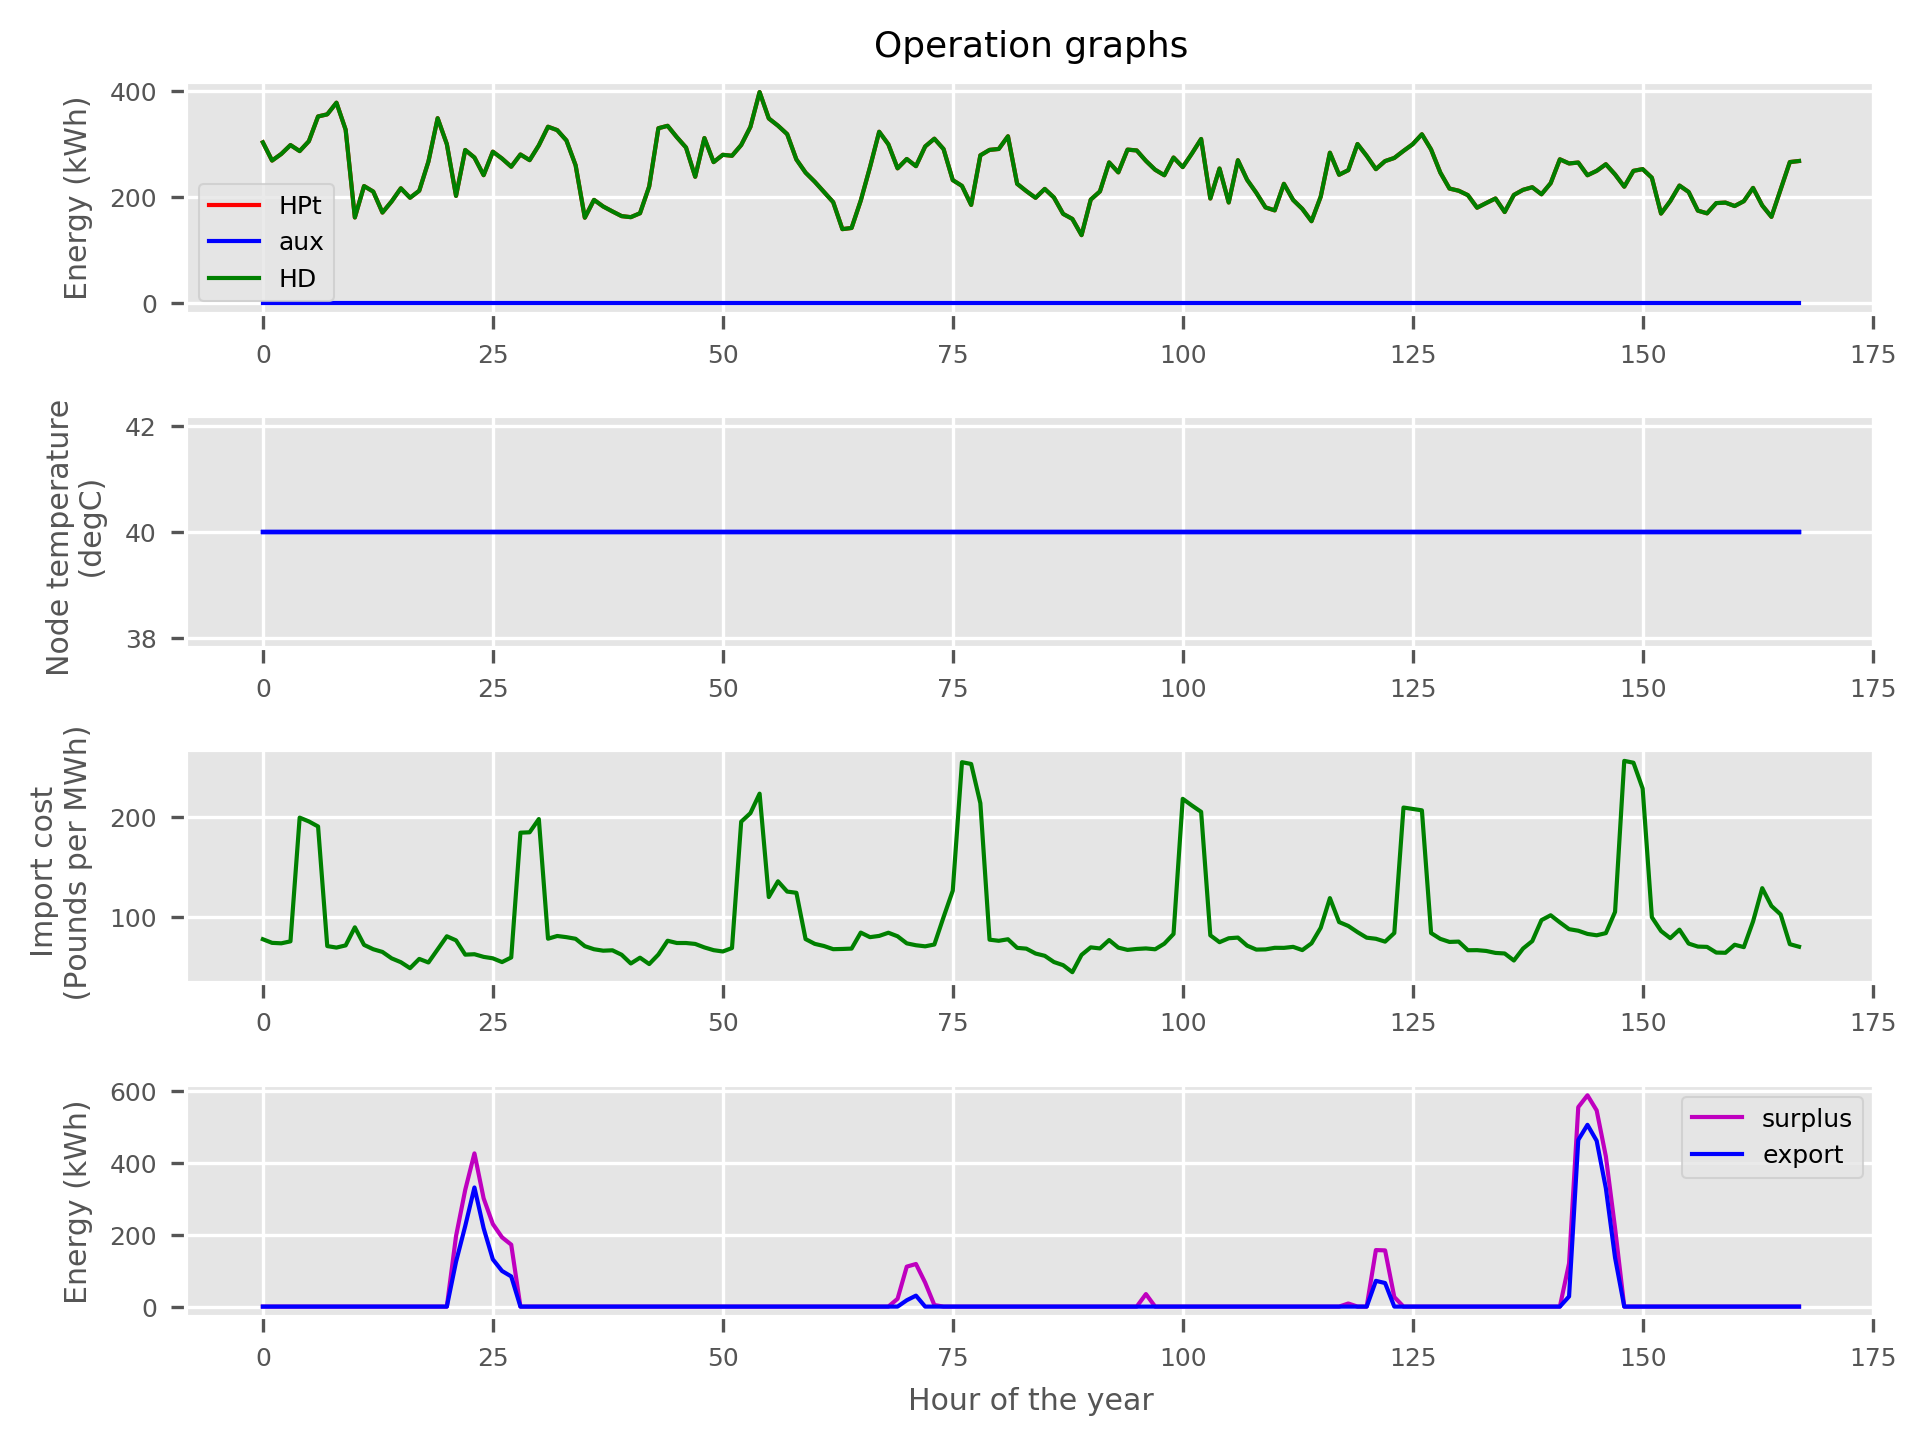 Operation graphs
Energy (kWh)
400
200
0
HPt
aux
HD
0 25 50 75 100 125 150 175
Node temperature
(degC)
42
40
38
0 25 50 75 100 125 150 175
Import cost
(Pounds per MWh)
200
100
0 25 50 75 100 125 150 175
Energy (kWh)
600
400
200
0
surplus
export
0 25 50 75 100 125 150 175
Hour of the year